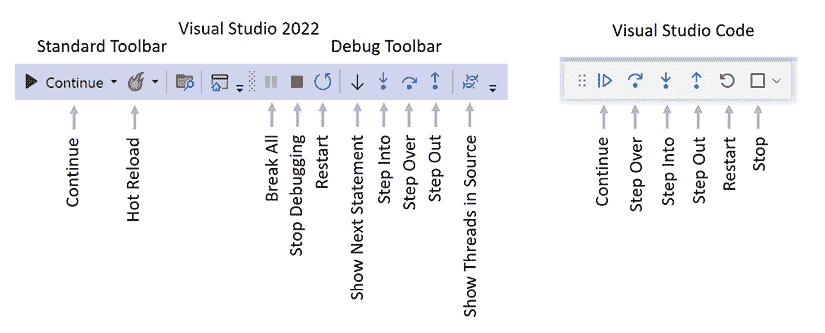 Visual Studio 2022
Visual Studio Code
Standard Toolbar
Debug Toolbar
Continue
Continue
Hot Reload
Break All
Stop Debugging
Restart
Show Next Statement
Step Into
Step Over
Step Out
Show Threads in Source
Continue
Step Over
Step Into
Step Out
Restart
Stop